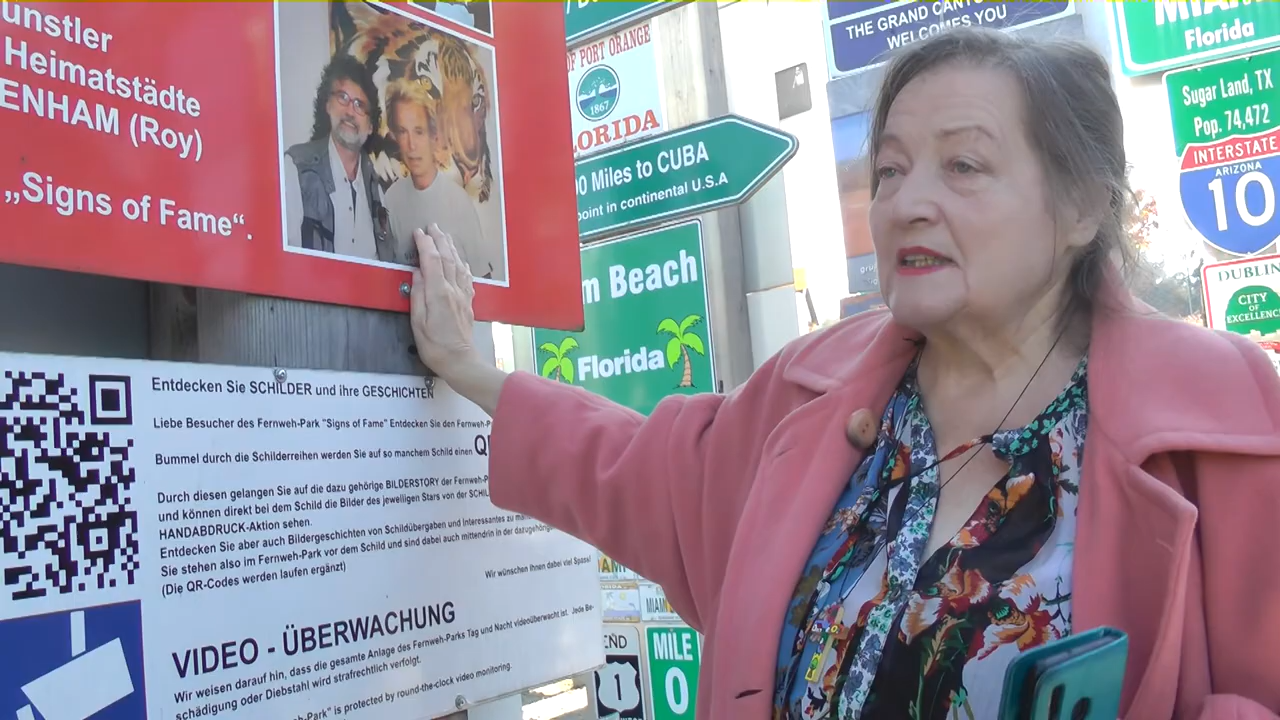 ünstler
Heimatstädte
ENHAM (Roy)
„Signs of Fame“.
Entdecken Sie SCHILDER und ihre GESCHICHTEN
Liebe Besucher des Fernweh-Park "Signs of Fame" Entdecken Sie den Fernweh-P
Bummel durch die Schilderreihen werden Sie auf so manchem Schild einen Q
Durch diesen gelangen Sie auf die dazu gehörige BILDERSTORY der Fernweh-P
und können direkt bei dem Schild die Bilder des jeweiligen Stars von der SCHIL
HANDABDRUCK-Aktion sehen.
Entdecken Sie aber auch Bildergeschichten von Schildübergaben und Interessantes zu
Sie stehen also im Fernweh-Park vor dem Schild und sind dabei auch mittendrin in der dazugehörige
(Die QR-Codes werden laufen ergänzt)
Wir wünschen Ihnen dabei viel Spass!
VIDEO - ÜBERWACHUNG
Wir weisen darauf hin, dass die gesamte Anlage des Fernweh-Parks Tag und Nacht videoüberwacht ist. Jede Be-
schädigung oder Diebstahl wird strafrechtlich verfolgt.
weh-Park" is protected by round-the-clock video monitoring.
OF PORT ORANGE
1867
LORIDA
0 Miles to CUBA
point in continental U.S.A
m Beach
Florida
MIAM
END
1
MILE
0
THE GRAND CANYO
WELCOMES YOU
MIAMI
Florida
Sugar Land, TX
Pop. 74,472
INTERSTATE
ARIZONA
10
DUBLIN
CITY
OF
EXCELLENC